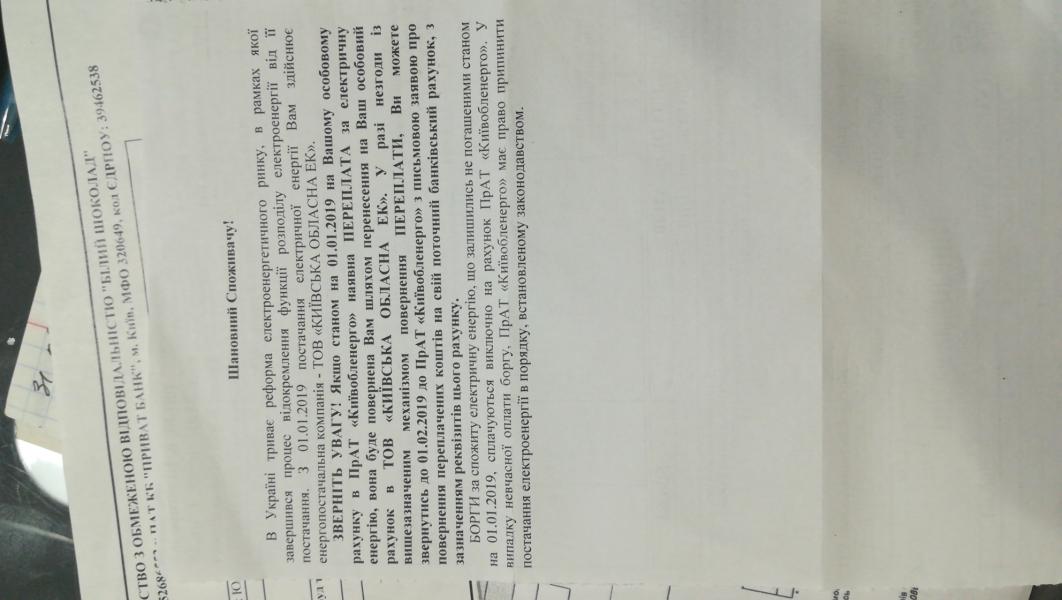 СТВО З ОБМЕЖЕНОЮ ВІДПОВІДАЛЬНІСТЮ "БІЛИЙ ШОКОЛАД"
ПАТ КБ "ПРИВАТ БАНК", м. Київ, МФО 320649, код ЄДРПОУ: 39462538
Шановний Споживачу!
В Україні триває реформа електроенергетичного ринку, в рамках якої
завершився процес відокремлення функції розподілу електроенергії від її
постачання. З 01.01.2019 постачання електричної енергії Вам здійснює
енергопостачальна компанія - ТОВ «КИЇВСЬКА ОБЛАСНА ЕК».
ЗВЕРНІТЬ УВАГУ! Якщо станом на 01.01.2019 на Вашому особовому
рахунку в ПрАТ «Київобленерго» наявна ПЕРЕПЛАТА за електричну
енергію, вона буде повернена Вам шляхом перенесення на Ваш особовий
рахунок в ТОВ «КИЇВСЬКА ОБЛАСНА ЕК». У разі незгоди із
вищезазначеним механізмом повернення ПЕРЕПЛАТИ, Ви можете
звернутись до 01.02.2019 до ПрАТ «Київобленерго» з письмовою заявою про
повернення переплачених коштів на свій поточний банківський рахунок, з
зазначенням реквізитів цього рахунку.
БОРГИ за спожиту електричну енергію, що залишились не погашеними станом
на 01.01.2019, сплачуються виключно на рахунок ПрАТ «Київобленерго». У
випадку невчасної оплати боргу, ПрАТ «Київобленерго» має право припинити
постачання електроенергії в порядку, встановленому законодавством.